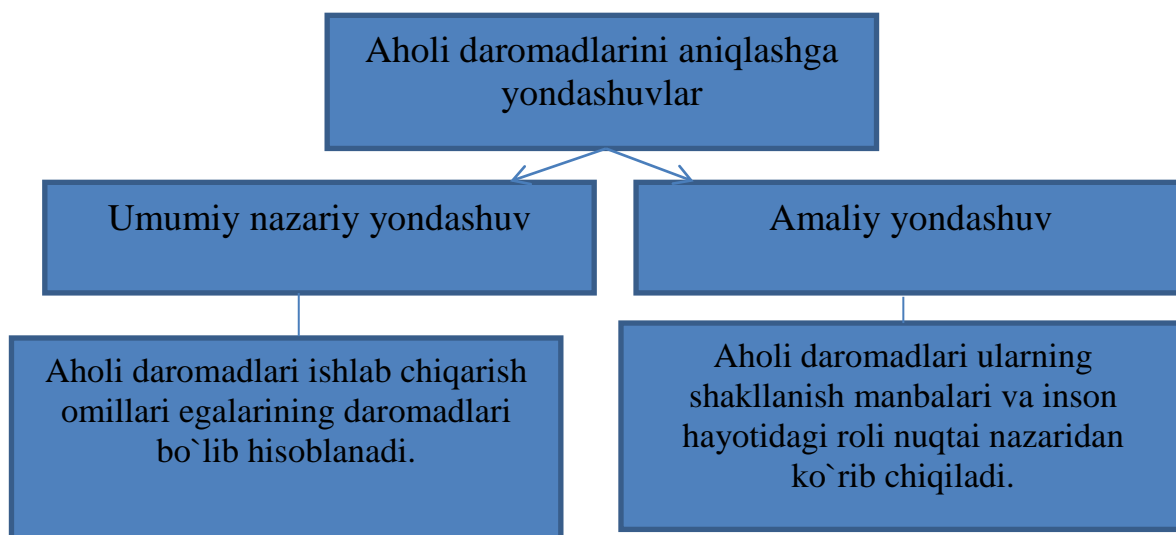 Aholi daromadlarini aniqlashga
yondashuvlar
Umumiy nazariy yondashuv
Amaliy yondashuv
Aholi daromadlari ishlab chiqarish
omillari egalarining daromadlari
bo`lib hisoblanadi.
Aholi daromadlari ularning
shakllanish manbalari va inson
hayotidagi roli nuqtai nazaridan
ko`rib chiqiladi.